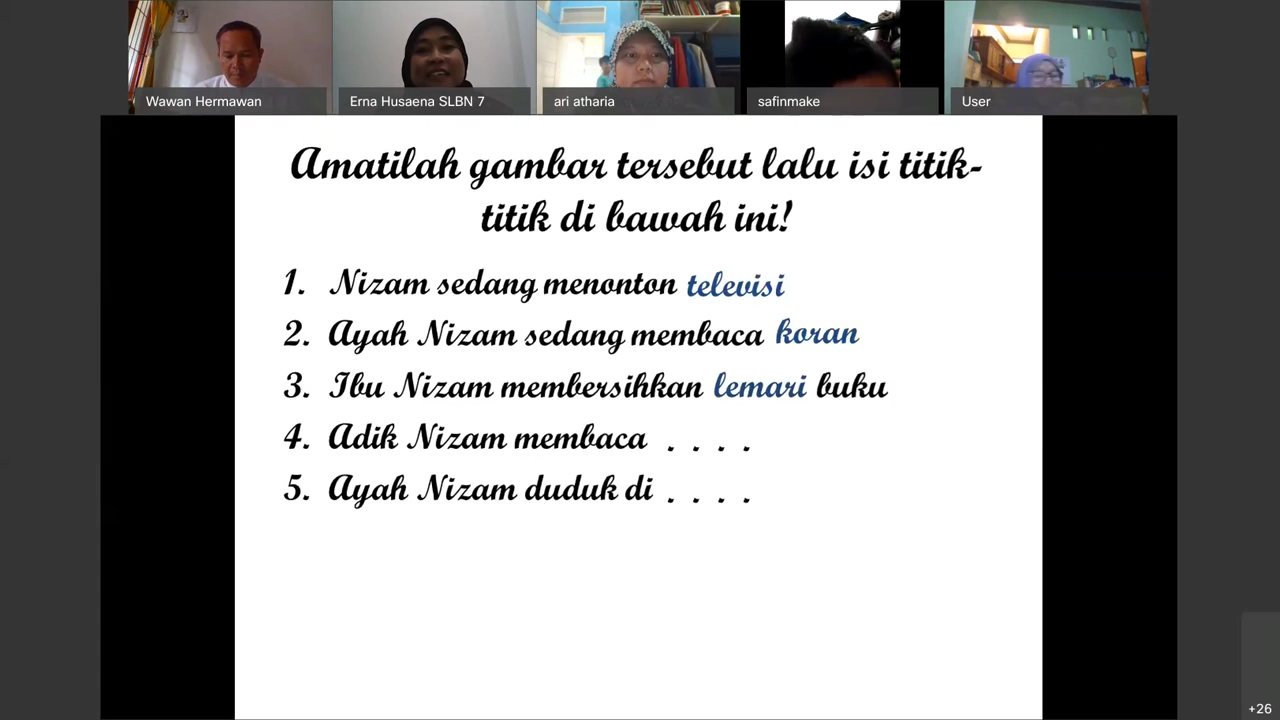 Wawan Hermawan
Erna Husaena SLBN 7
ari atharia
safinmake
User
Amatilah gambar tersebut lalu isi titik-
titik di bawah ini!
1. Nizam sedang menonton televisi
2. Ayah Nizam sedang membaca koran
3. Ibu Nizam membersihkan lemari buku
4. Adik Nizam membaca . . . .
5. Ayah Nizam duduk di . . . .
+26